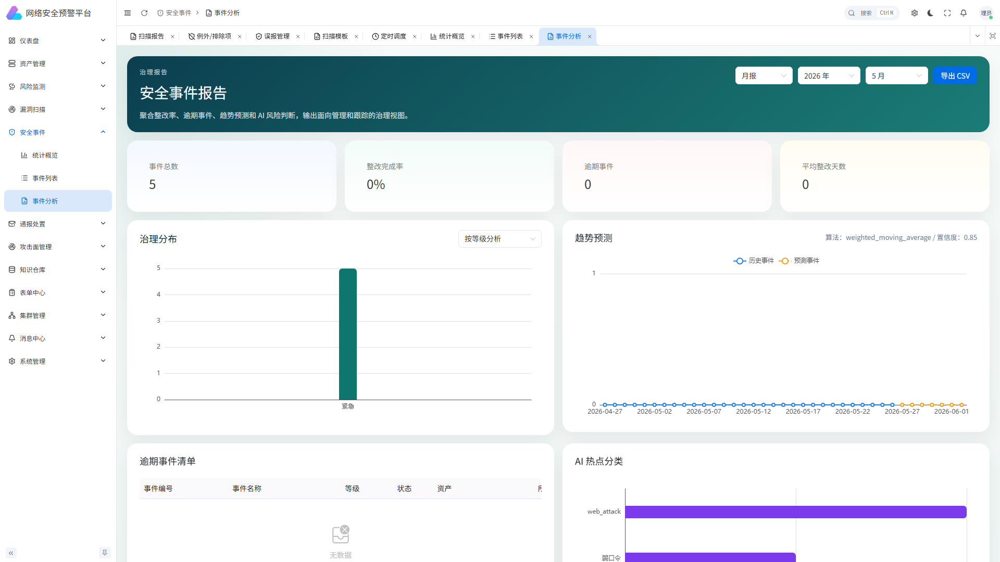 网络安全预警平台
安全事件
事件分析
搜索
Ctrl K
理员
仪表盘
资产管理
风险监测
漏洞扫描
安全事件
统计概览
事件列表
事件分析
通报处置
攻击面管理
知识仓库
表单中心
集群管理
消息中心
系统管理
扫描报告
例外/排除项
误报管理
扫描模板
定时调度
统计概览
事件列表
事件分析
治理报告
安全事件报告
聚合整改率、逾期事件、趋势预测和 AI 风险判断，输出面向管理和跟踪的治理视图。
月报
2026 年
5 月
导出 CSV
事件总数
5
整改完成率
0%
逾期事件
0
平均整改天数
0
治理分布
按等级分析
5
4
3
2
1
0
紧急
趋势预测
算法：weighted_moving_average / 置信度：0.85
历史事件
预测事件
1
0
2026-04-27
2026-05-02
2026-05-07
2026-05-12
2026-05-17
2026-05-22
2026-05-27
2026-06-01
逾期事件清单
事件编号
事件名称
等级
状态
资产
无数据
AI 热点分类
web_attack
弱口令